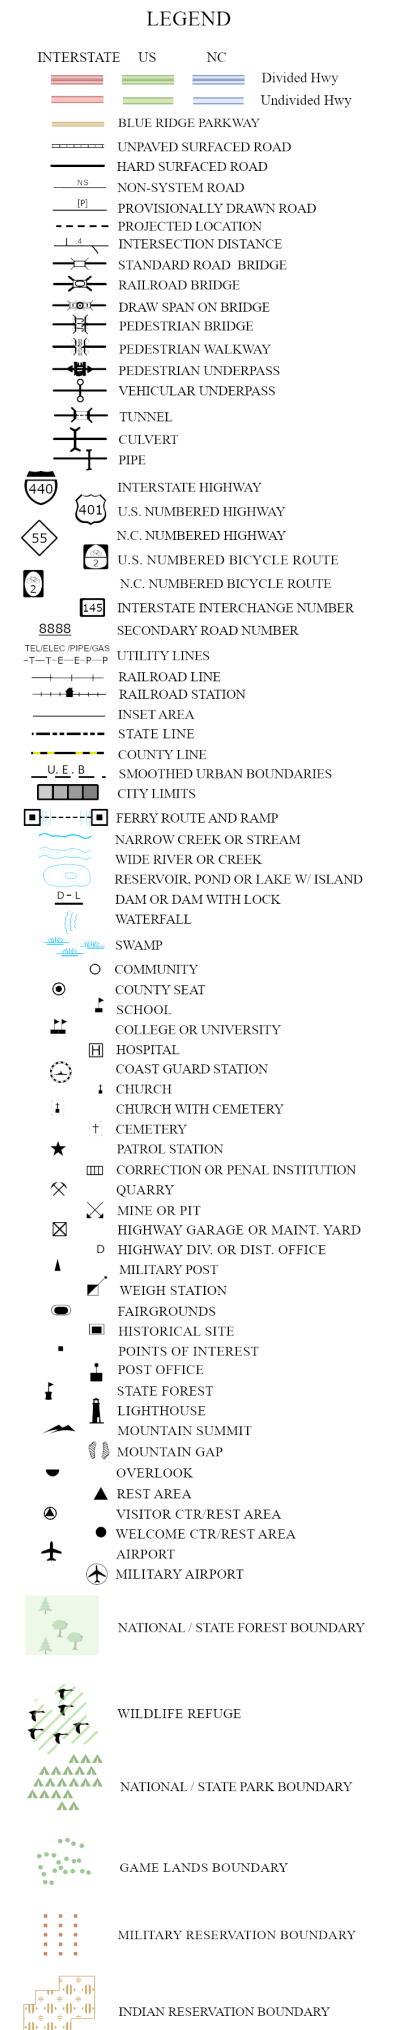 LEGEND
INTERSTATE US NC
Divided Hwy
Undivided Hwy
BLUE RIDGE PARKWAY
UNPAVED SURFACED ROAD
HARD SURFACED ROAD
NS NON-SYSTEM ROAD
[P] PROVISIONALLY DRAWN ROAD
PROJECTED LOCATION
.4 INTERSECTION DISTANCE
STANDARD ROAD BRIDGE
RAILROAD BRIDGE
DRAW SPAN ON BRIDGE
PEDESTRIAN BRIDGE
PEDESTRIAN WALKWAY
PEDESTRIAN UNDERPASS
VEHICULAR UNDERPASS
TUNNEL
CULVERT
PIPE
440 INTERSTATE HIGHWAY
401 U.S. NUMBERED HIGHWAY
55 N.C. NUMBERED HIGHWAY
2 U.S. NUMBERED BICYCLE ROUTE
2 N.C. NUMBERED BICYCLE ROUTE
145 INTERSTATE INTERCHANGE NUMBER
8888 SECONDARY ROAD NUMBER
TEL/ELEC /PIPE/GAS
-T--T-E--E-P--P UTILITY LINES
RAILROAD LINE
RAILROAD STATION
INSET AREA
STATE LINE
COUNTY LINE
U. E. B SMOOTHED URBAN BOUNDARIES
CITY LIMITS
FERRY ROUTE AND RAMP
NARROW CREEK OR STREAM
WIDE RIVER OR CREEK
RESERVOIR, POND OR LAKE W/ ISLAND
D-L DAM OR DAM WITH LOCK
WATERFALL
SWAMP
COMMUNITY
COUNTY SEAT
SCHOOL
COLLEGE OR UNIVERSITY
H HOSPITAL
COAST GUARD STATION
CHURCH
CHURCH WITH CEMETERY
CEMETERY
PATROL STATION
CORRECTION OR PENAL INSTITUTION
QUARRY
MINE OR PIT
HIGHWAY GARAGE OR MAINT. YARD
D HIGHWAY DIV. OR DIST. OFFICE
MILITARY POST
WEIGH STATION
FAIRGROUNDS
HISTORICAL SITE
POINTS OF INTEREST
POST OFFICE
STATE FOREST
LIGHTHOUSE
MOUNTAIN SUMMIT
MOUNTAIN GAP
OVERLOOK
REST AREA
VISITOR CTR/REST AREA
WELCOME CTR/REST AREA
AIRPORT
MILITARY AIRPORT
NATIONAL / STATE FOREST BOUNDARY
WILDLIFE REFUGE
NATIONAL / STATE PARK BOUNDARY
GAME LANDS BOUNDARY
MILITARY RESERVATION BOUNDARY
INDIAN RESERVATION BOUNDARY